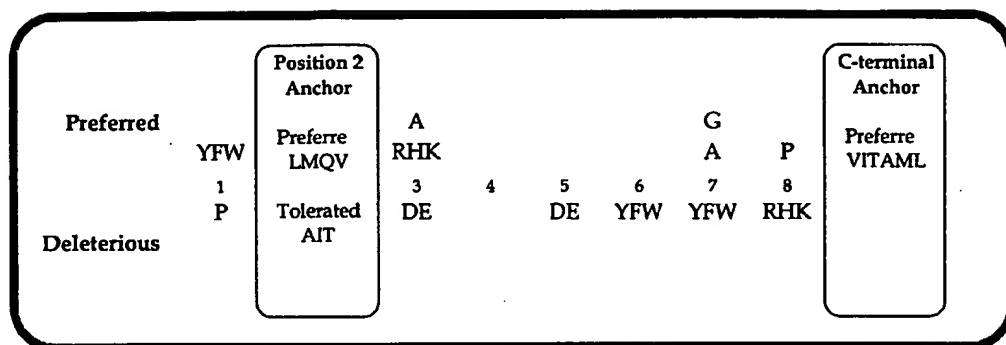 Position 2
Anchor
C-terminal
Anchor
Preferred
A
G
YFW
Preferre
LMQV
RHK
A
P
Preferre
VITAML
1
3
4
5
6
7
8
P
Tolerated
AIT
DE
DE
YFW
YFW
RHK
Deleterious